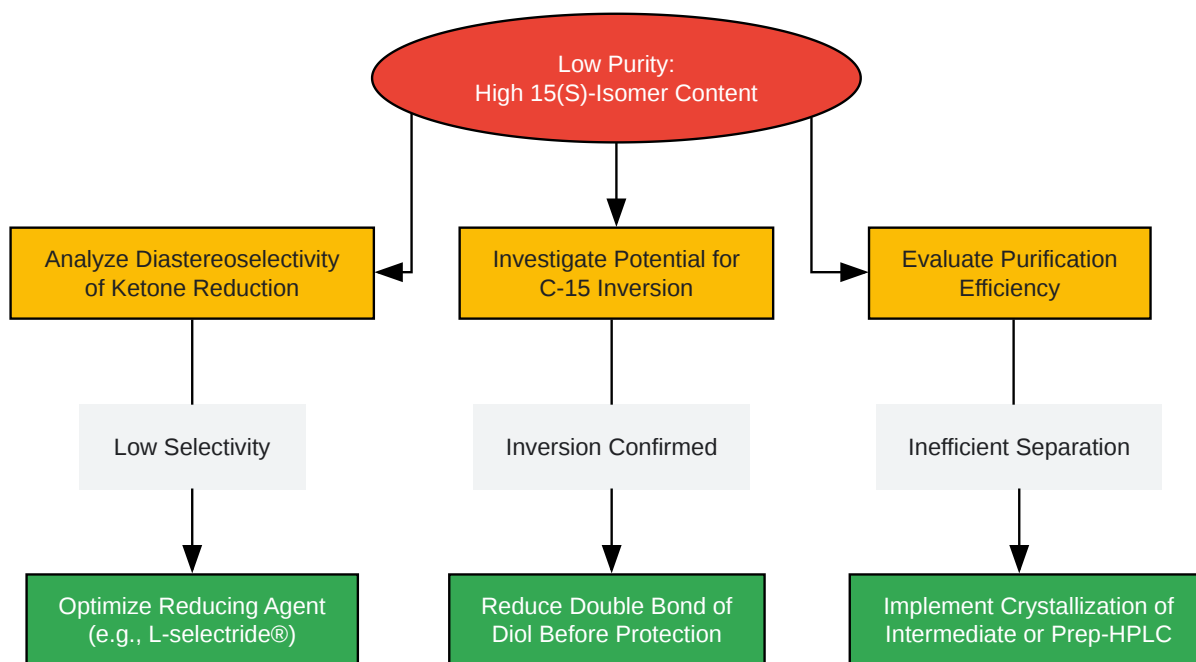 Low Purity:
High 15(S)-Isomer Content
Analyze Diastereoselectivity
of Ketone Reduction
Investigate Potential for
C-15 Inversion
Evaluate Purification
Efficiency
Low Selectivity
Inversion Confirmed
Inefficient Separation
Optimize Reducing Agent
(e.g., L-selectride®)
Reduce Double Bond of
Diol Before Protection
Implement Crystallization of
Intermediate or Prep-HPLC